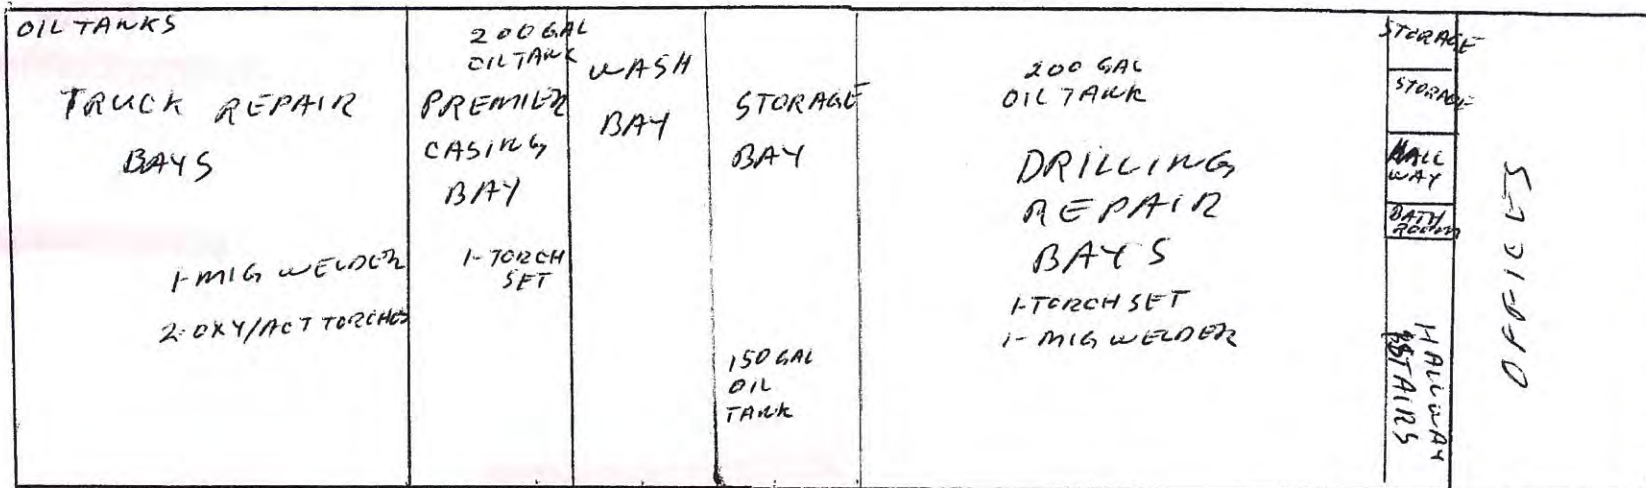 OIL TANKS
TRUCK REPAIR
BAYS
1-MIG WELDER
2-OXY/ACT TORCHES
200 GAL
OIL TANK
PREMIER
CASING
BAY
1-TORCH
SET
WASH
BAY
STORAGE
BAY
150 GAL
OIL
TANK
200 GAL
OIL TANK
DRILLING
REPAIR
BAYS
1-TORCH SET
1-MIG WELDER
STORAGE
STORAGE
HALL
WAY
BATH
ROOM
HALLWAY
STAIRS
OFFICES